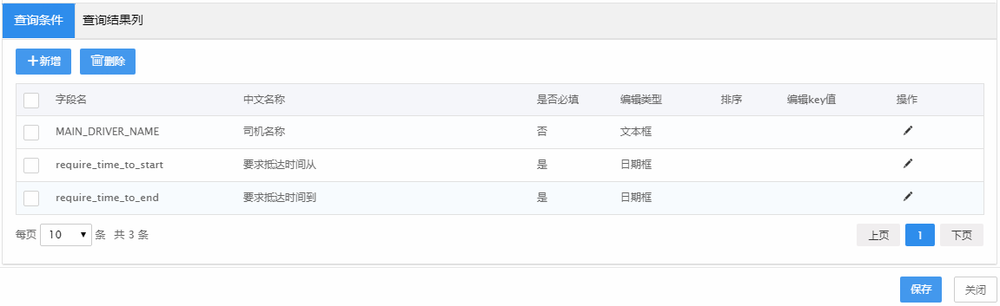 查询条件 查询结果列
新增 删除
字段名 中文名称 是否必填 编辑类型 排序 编辑key值 操作
MAIN_DRIVER_NAME 司机名称 否 文本框
require_time_to_start 要求抵达时间从 是 日期框
require_time_to_end 要求抵达时间到 是 日期框
每页 10 条 共 3 条 上页 1 下页
保存 关闭